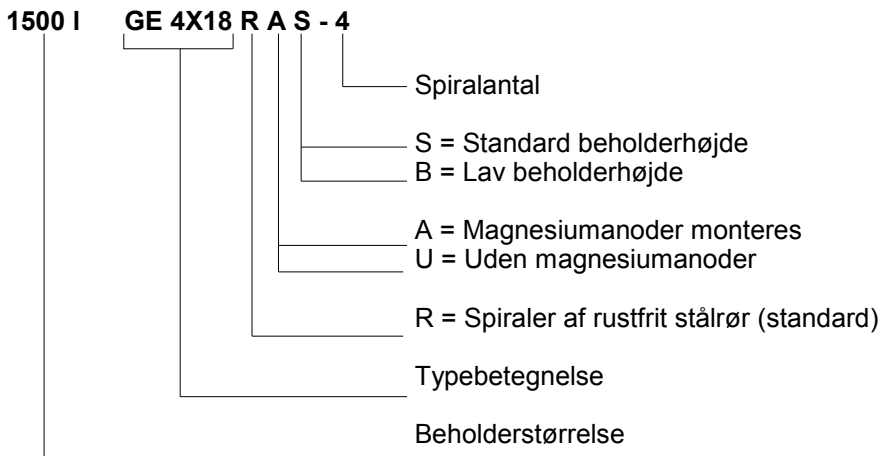 1500 l GE 4X18 R A S - 4
Spiralantal
S = Standard beholderhøjde
B = Lav beholderhøjde
A = Magnesiumanoder monteres
U = Uden magnesiumanoder
R = Spiraler af rustfrit stålrør (standard)
Typebetegnelse
Beholderstørrelse